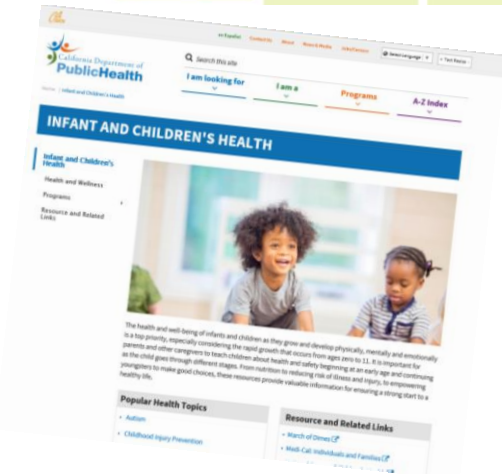 CA
GOV
en Español
Contact Us
About
News & Media
Jobs/Careers
Select Language
Text Resize
California Department of
PublicHealth
Search this site
I am looking for
I am a
Programs
A-Z Index
Home | Infant and Children's Health
INFANT AND CHILDREN'S HEALTH
Infant and Children's
Health
Health and Wellness
Programs
Resource and Related
Links
The health and well-being of infants and children as they grow and develop physically, mentally and emotionally
is a top priority, especially considering the rapid growth that occurs from ages zero to 11. It is important for
parents and other caregivers to teach children about health and safety beginning at an early age and continuing
as the child goes through different stages. From nutrition to reducing risk of illness and injury, to empowering
youngsters to make good choices, these resources provide valuable information for ensuring a strong start to a
healthy life.
Popular Health Topics
Autism
Childhood Injury Prevention
Resource and Related Links
March of Dimes
Medi-Cal: Individuals and Families